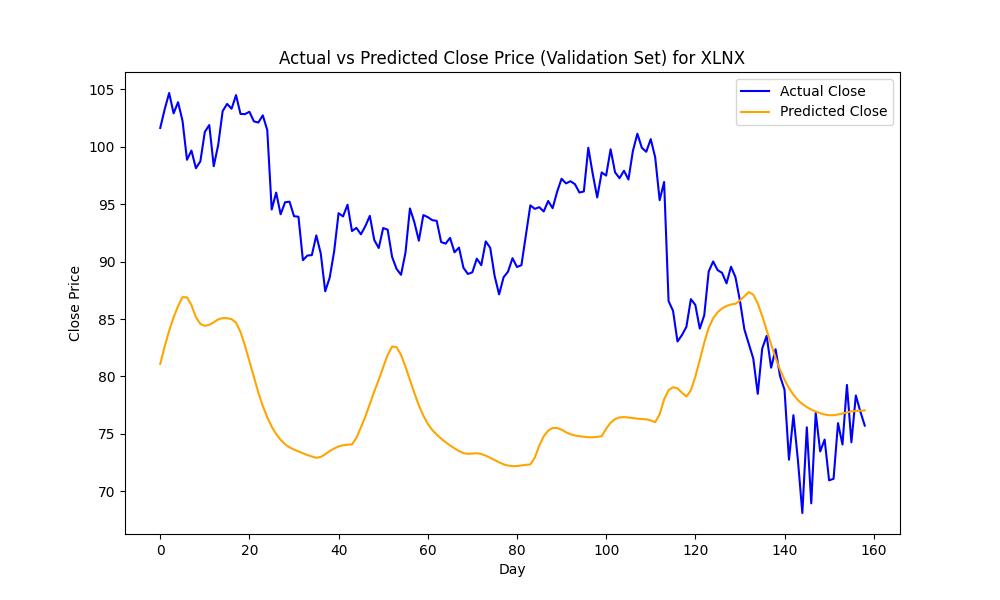 Actual vs Predicted Close Price (Validation Set) for XLNX
Actual Close
Predicted Close
Close Price
105
100
95
90
85
80
75
70
0 20 40 60 80 100 120 140 160
Day